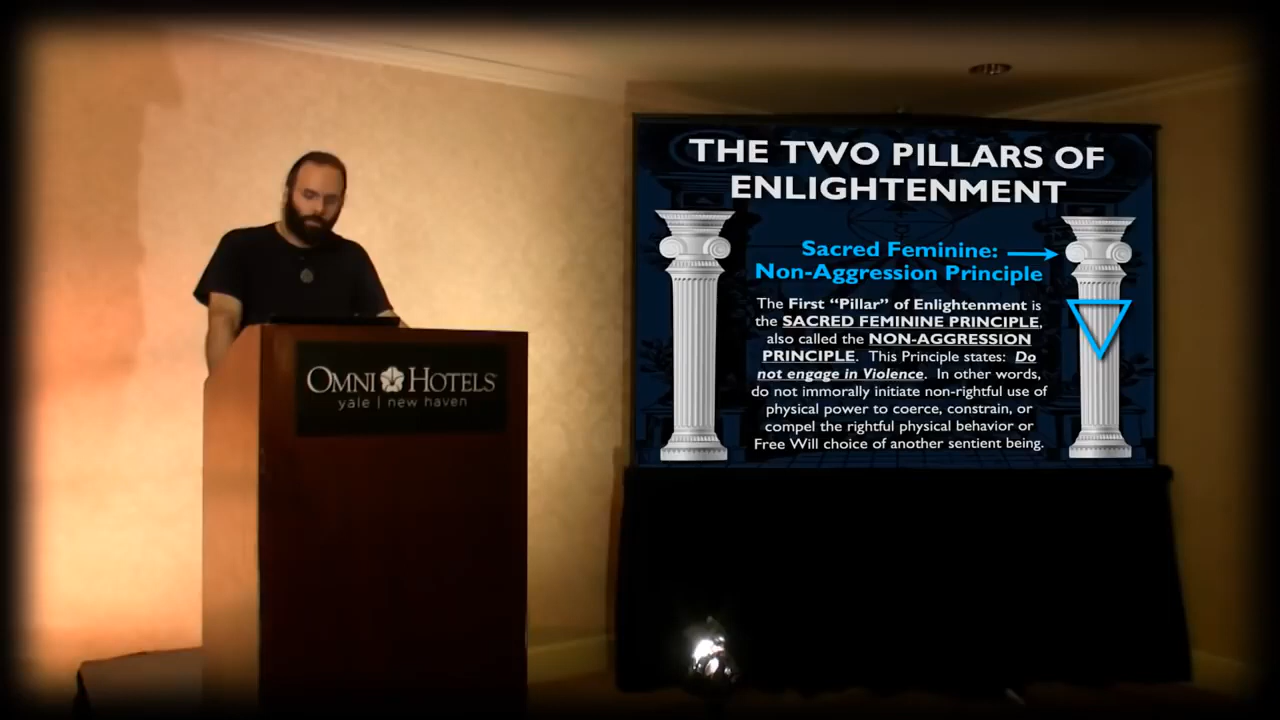 OMNI HOTELS
yale | new haven
THE TWO PILLARS OF
ENLIGHTENMENT
Sacred Feminine:
Non-Aggression Principle
The First “Pillar” of Enlightenment is
the SACRED FEMININE PRINCIPLE,
also called the NON-AGGRESSION
PRINCIPLE. This Principle states: Do
not engage in Violence. In other words,
do not immorally initiate non-rightful use of
physical power to coerce, constrain, or
compel the rightful physical behavior or
Free Will choice of another sentient being.